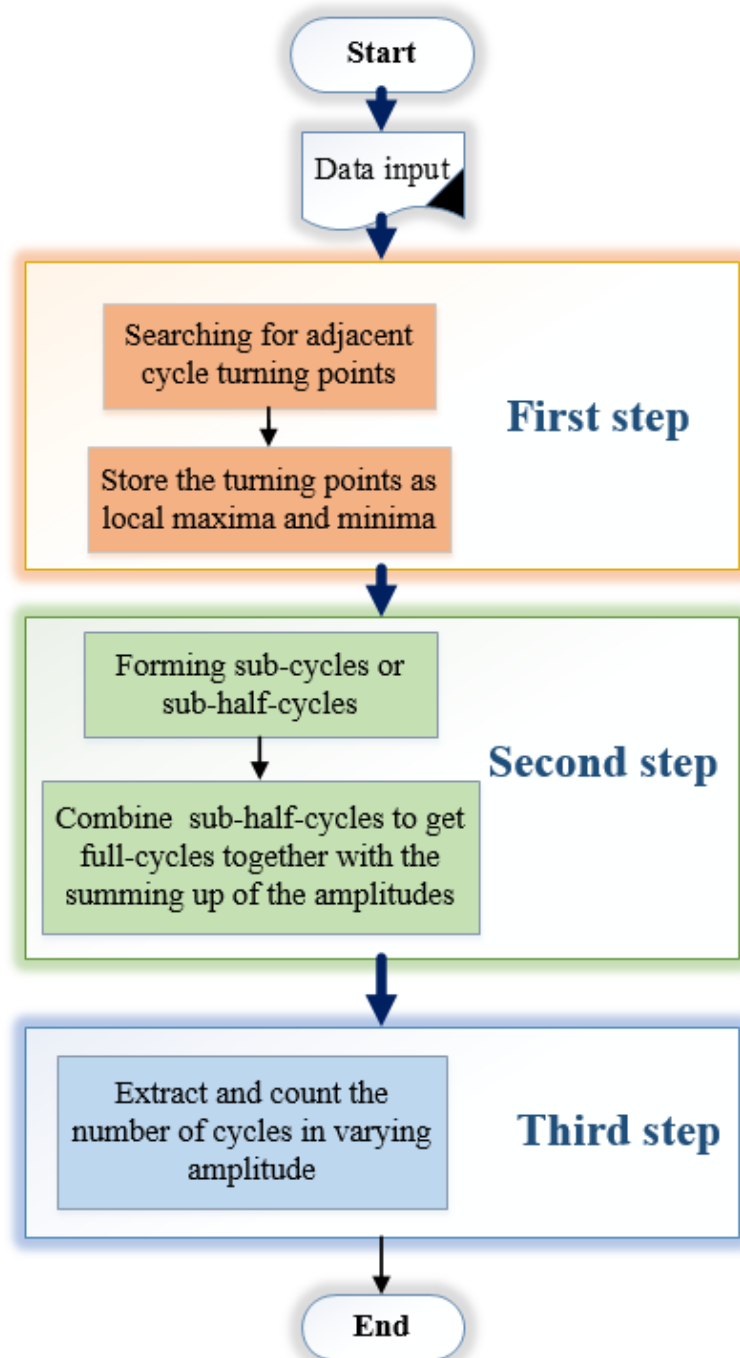 Start
Data input
Searching for adjacent
cycle turning points
First step
Store the turning points as
local maxima and minima
Forming sub-cycles or
sub-half-cycles
Second step
Combine  sub-half-cycles to get
full-cycles together with the
summing up of the amplitudes
Extract and count the
number of cycles in varying
amplitude
Third step
End